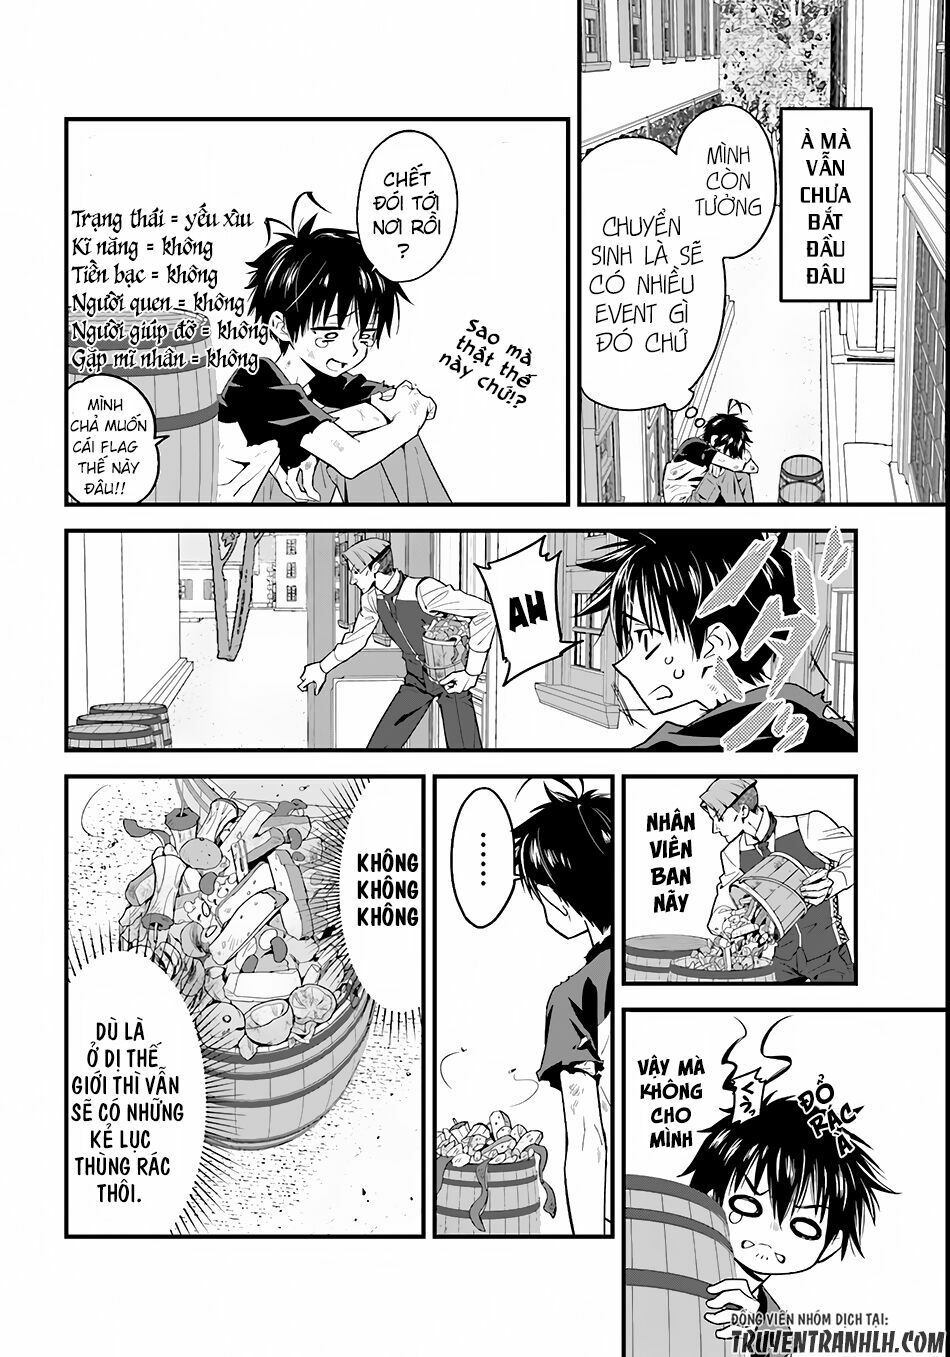 À MÀ
VẪN
CHƯA
BẮT
ĐẦU
ĐÂU
MÌNH
CÒN
TƯỞNG
CHUYỂN
SINH LÀ SẼ
CÓ NHIỀU
EVENT GÌ
ĐÓ CHỨ
CHẾT
ĐÓI TỚI
NƠI RỒI
?
Trạng thái = yếu xìu
Kĩ năng = không
Tiền bạc = không
Người quen = không
Người giúp đỡ = không
Gặp mĩ nhân = không
Sao mà
thật thế
này chứ!?
MÌNH
CHẢ MUỐN
CÁI FLAG
THẾ NÀY
ĐÂU!!
AH
NHÂN
VIÊN
BAN
NÃY
ĐỔ
RÁC
À
VẬY MÀ
KHÔNG
CHO
MÌNH
......
KHÔNG
KHÔNG
KHÔNG
DÙ LÀ
Ở DỊ THẾ
GIỚI THÌ VẪN
SẼ CÓ NHỮNG
KẺ LỤC
THÙNG RÁC
THÔI.
ĐỘNG VIÊN NHÓM DỊCH TẠI:
TRUYENTRANHLH.COM